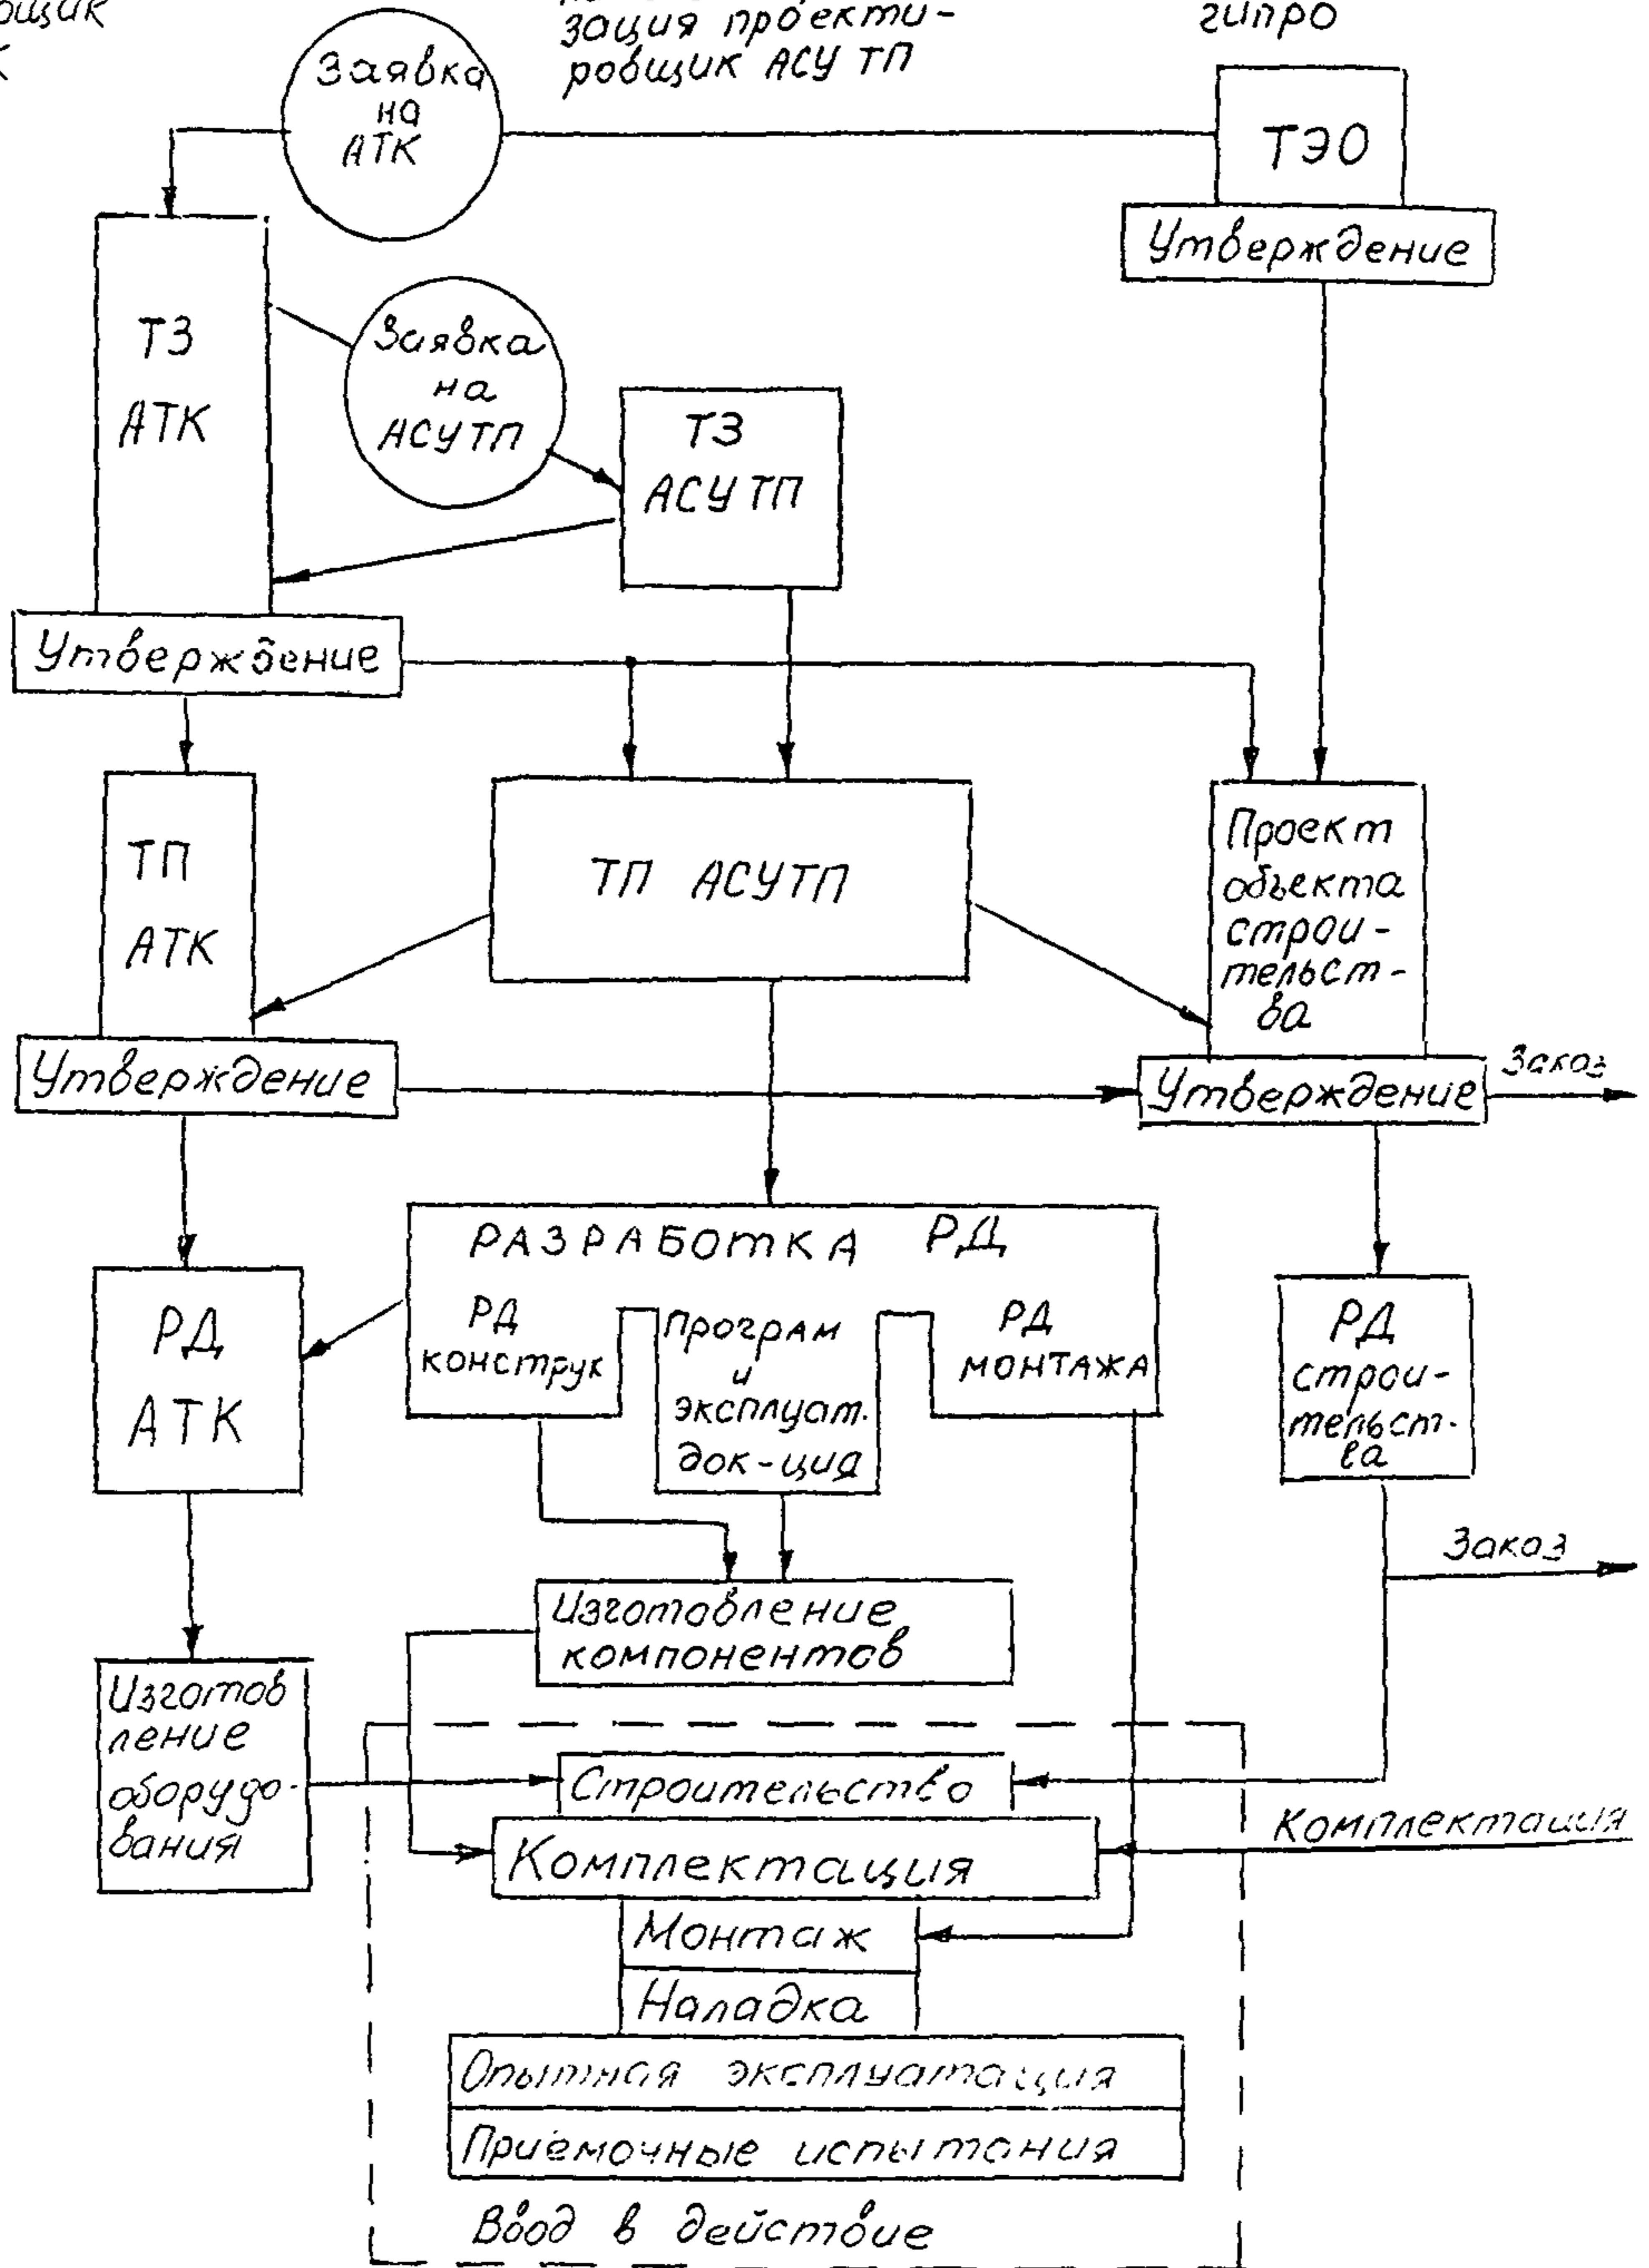 зация проекти-
ровщик АСУ ТП
гипро
Заявка
на
АТК
ТЭО
Утверждение
ТЗ
АТК
Заявка
на
АСУТП
ТЗ
АСУ ТП
Утверждение
ТП
АТК
ТП АСУТП
Проект
объекта
строи-
тельст-
ва
Утверждение
Утверждение
Заказ
РАЗРАБОТКА РД
РД
конструк
Програм
и
эксплуат.
док-ция
РД
МОНТАЖА
РД
АТК
РД
строи-
тельст-
ва
Заказ
Изготовление
компонентов
Изготов
ление
оборудо-
вания
Строительство
Комплектация
Комплектация
Монтаж
Наладка
Опытная эксплуатация
Приёмочные испытания
Ввод в действие